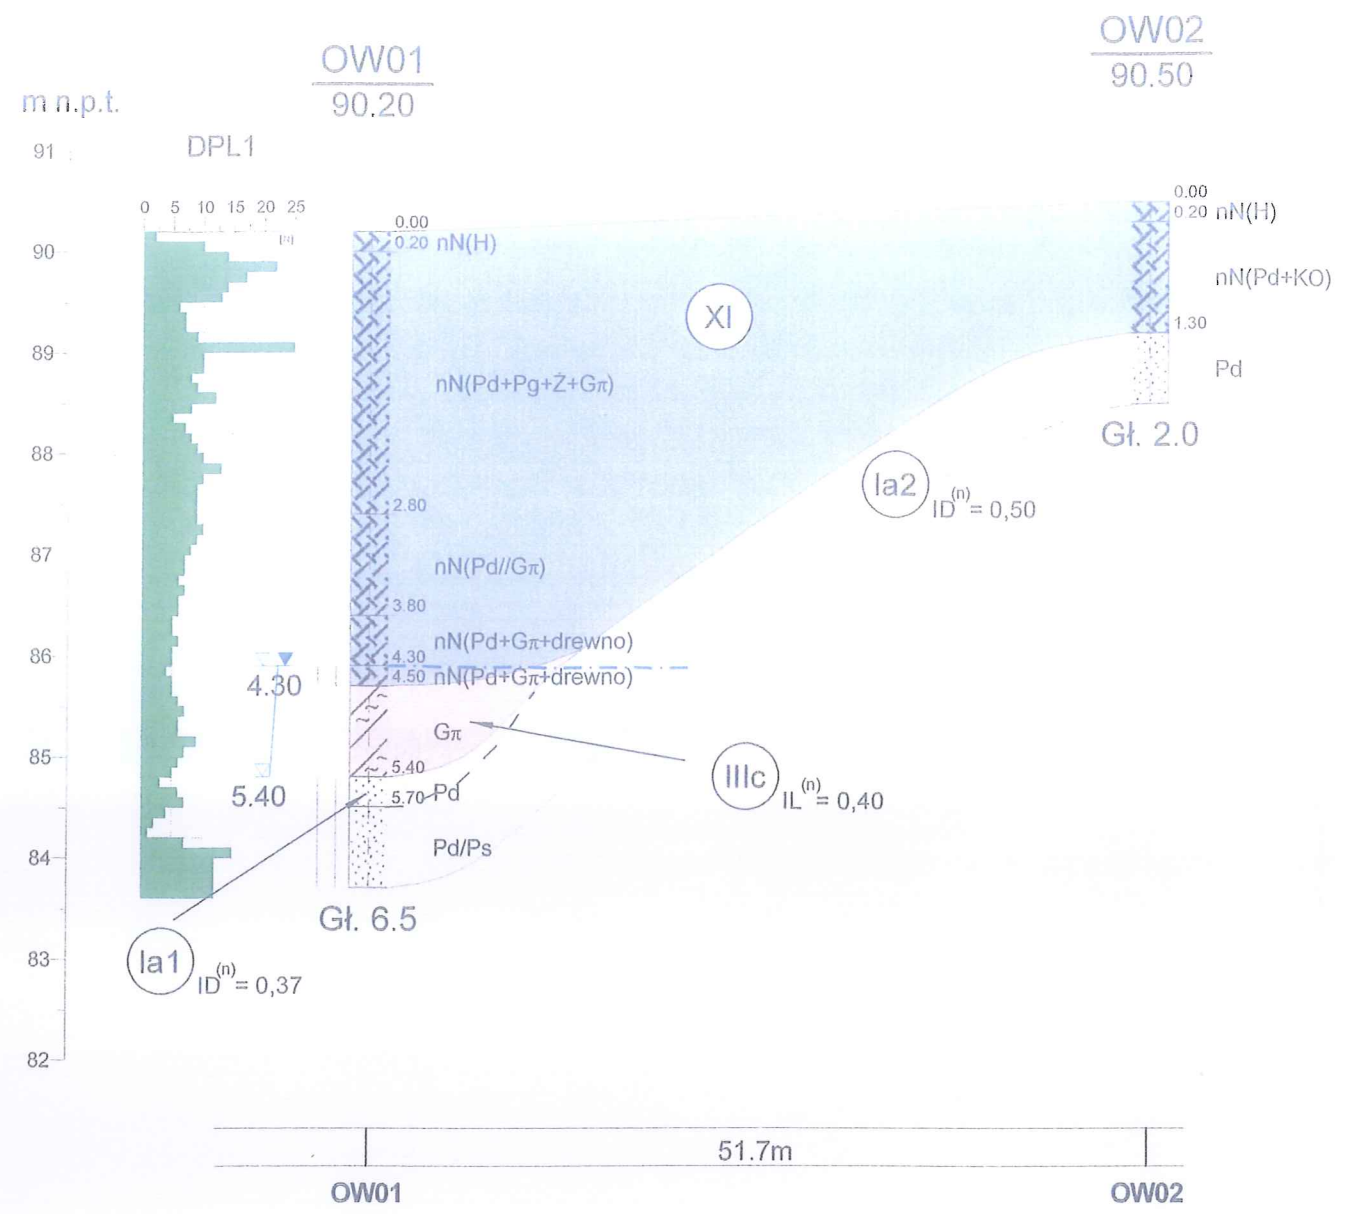 OW01
90.20
OW02
90.50
m n.p.t.
DPL1
91
90
89
88
87
86
85
84
83
82
0 5 10 15 20 25
[n]
0.00
0.20 nN(H)
nN(Pd+Pg+Ż+Gπ)
2.80
nN(Pd//Gπ)
3.80
nN(Pd+Gπ+drewno)
4.30
4.50 nN(Pd+Gπ+drewno)
Gπ
5.40
5.70 Pd
Pd/Ps
Gł. 6.5
4.30
5.40
XI
0.00
0.20 nN(H)
nN(Pd+KO)
1.30
Pd
Gł. 2.0
Ia2 ID(n) = 0,50
IIIc IL(n) = 0,40
Ia1 ID(n) = 0,37
51.7m
OW01
OW02